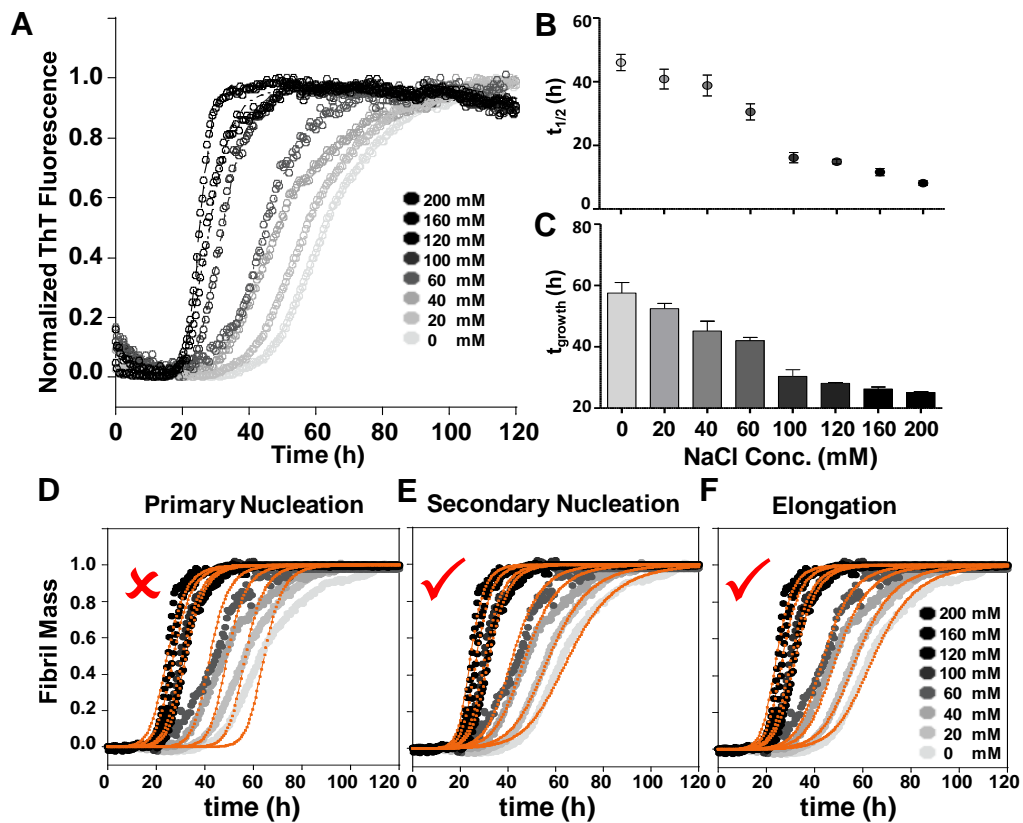 A
Normalized ThT Fluorescence
1.0
0.8
0.6
0.4
0.2
0.0
0 20 40 60 80 100 120
Time (h)
200 mM
160 mM
120 mM
100 mM
60 mM
40 mM
20 mM
0 mM
B
t1/2 (h)
60
40
20
0
C
tgrowth (h)
80
60
40
20
0 20 40 60 100 120 160 200
NaCl Conc. (mM)
D
Primary Nucleation
Fibril Mass
1.0
0.8
0.6
0.4
0.2
0.0
0 20 40 60 80 100 120
time (h)
E
Secondary Nucleation
0 20 40 60 80 100 120
time (h)
F
Elongation
200 mM
160 mM
120 mM
100 mM
60 mM
40 mM
20 mM
0 mM
0 20 40 60 80 100 120
time (h)